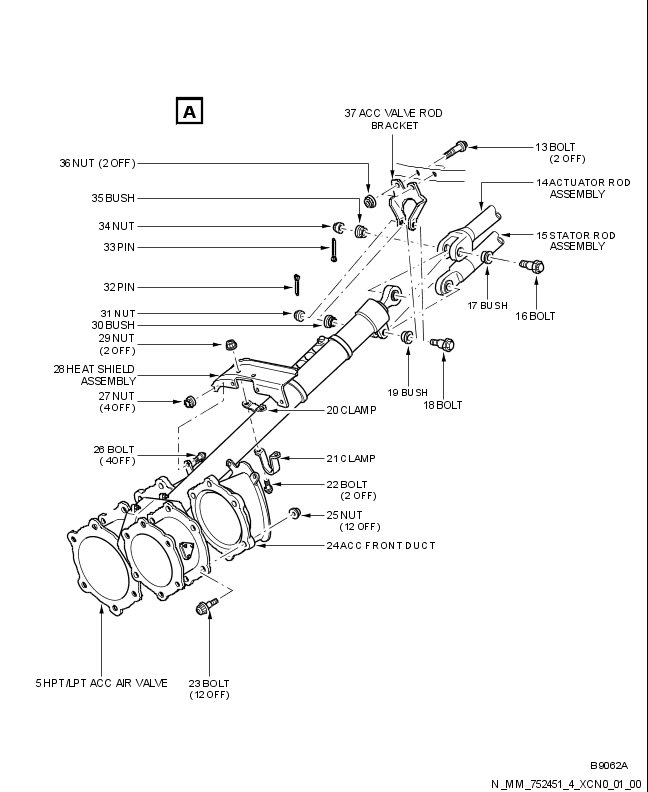 A
37 ACC VALVE ROD
BRACKET
13 BOLT
(2 OFF)
36 NUT (2 OFF)
14 ACTUATOR ROD
ASSEMBLY
35 BUSH
34 NUT
15 STATOR ROD
ASSEMBLY
33 PIN
32 PIN
17 BUSH
31 NUT
16 BOLT
30 BUSH
29 NUT
(2 OFF)
28 HEAT SHIELD
ASSEMBLY
19 BUSH
18 BOLT
27 NUT
(4 OFF)
20 CLAMP
26 BOLT
(4 OFF)
21 CLAMP
22 BOLT
(2 OFF)
25 NUT
(12 OFF)
24 ACC FRONT DUCT
5 HPT/LPT ACC AIR VALVE
23 BOLT
(12 OFF)
B9062A
N_MM_752451_4_XCN0_01_00